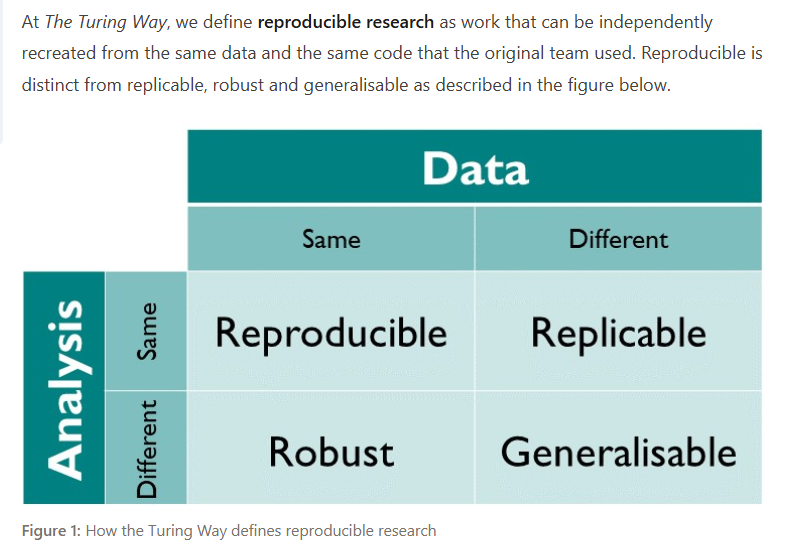 At The Turing Way, we define reproducible research as work that can be independently
recreated from the same data and the same code that the original team used. Reproducible is
distinct from replicable, robust and generalisable as described in the figure below.
Data
Same
Different
Analysis
Same
Reproducible
Replicable
Different
Robust
Generalisable
Figure 1: How the Turing Way defines reproducible research